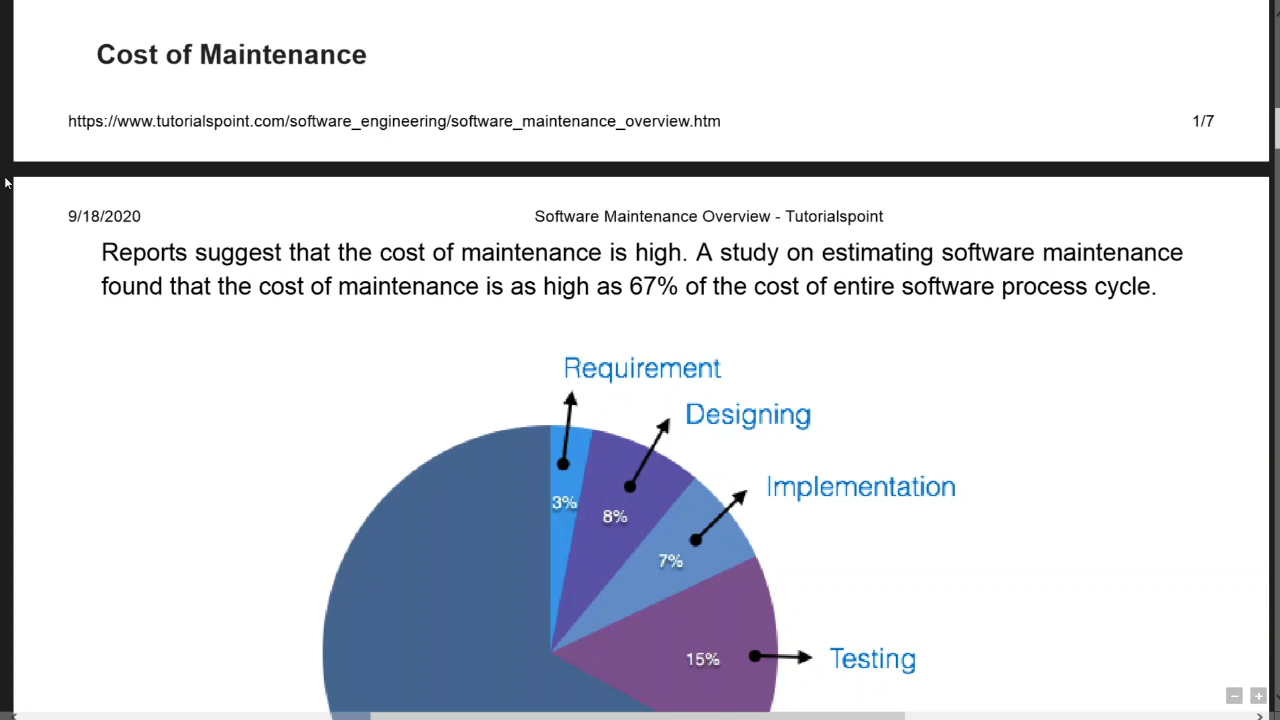 Cost of Maintenance
https://www.tutorialspoint.com/software_engineering/software_maintenance_overview.htm 1/7
9/18/2020 Software Maintenance Overview - Tutorialspoint
Reports suggest that the cost of maintenance is high. A study on estimating software maintenance
found that the cost of maintenance is as high as 67% of the cost of entire software process cycle.
Requirement
Designing
Implementation
3%
8%
7%
15%
Testing